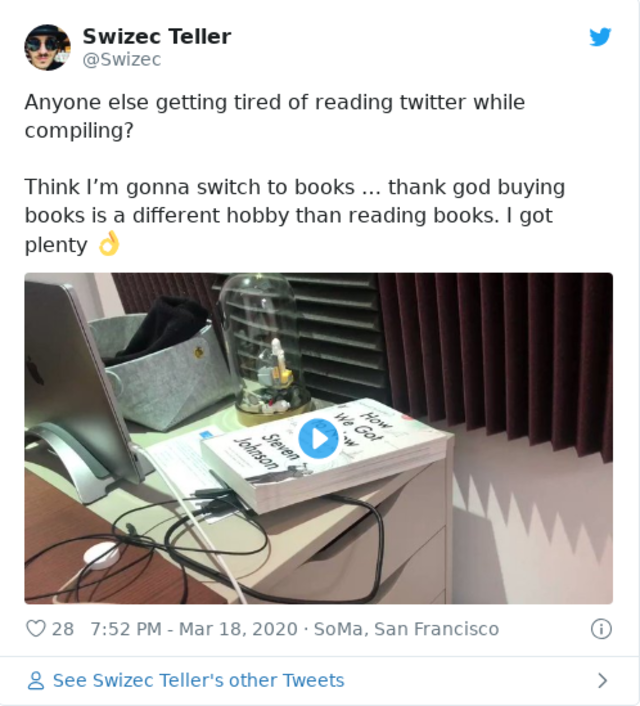 Swizec Teller
@Swizec
Anyone else getting tired of reading twitter while
compiling?
Think I’m gonna switch to books … thank god buying
books is a different hobby than reading books. I got
plenty 👌
How
We Got
Steven
Johnson
28 7:52 PM - Mar 18, 2020 · SoMa, San Francisco
See Swizec Teller's other Tweets